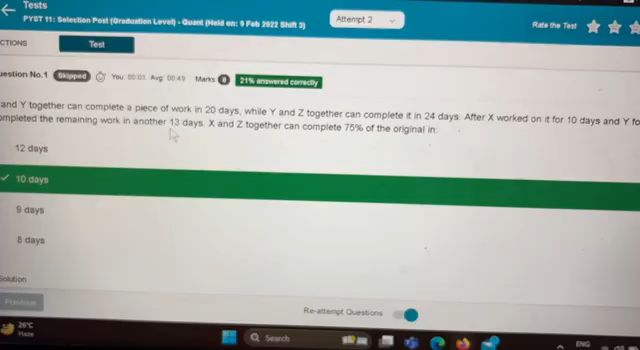 Tests
PYST 11: Selection Post (Graduation Level) - Quant (Held on: 9 Feb 2022 Shift 3)
Attempt 2
Rate the Test
CTIONS
Test
uestion No.1 Skipped You: 00:03 Avg: 00:49 Marks 0 21% answered correctly
and Y together can complete a piece of work in 20 days, while Y and Z together can complete it in 24 days. After X worked on it for 10 days and Y fo
ompleted the remaining work in another 13 days. X and Z together can complete 75% of the original in:
12 days
10 days
9 days
8 days
Solution
Previous
Re-attempt Questions
26°C
Haze
Search
ENG